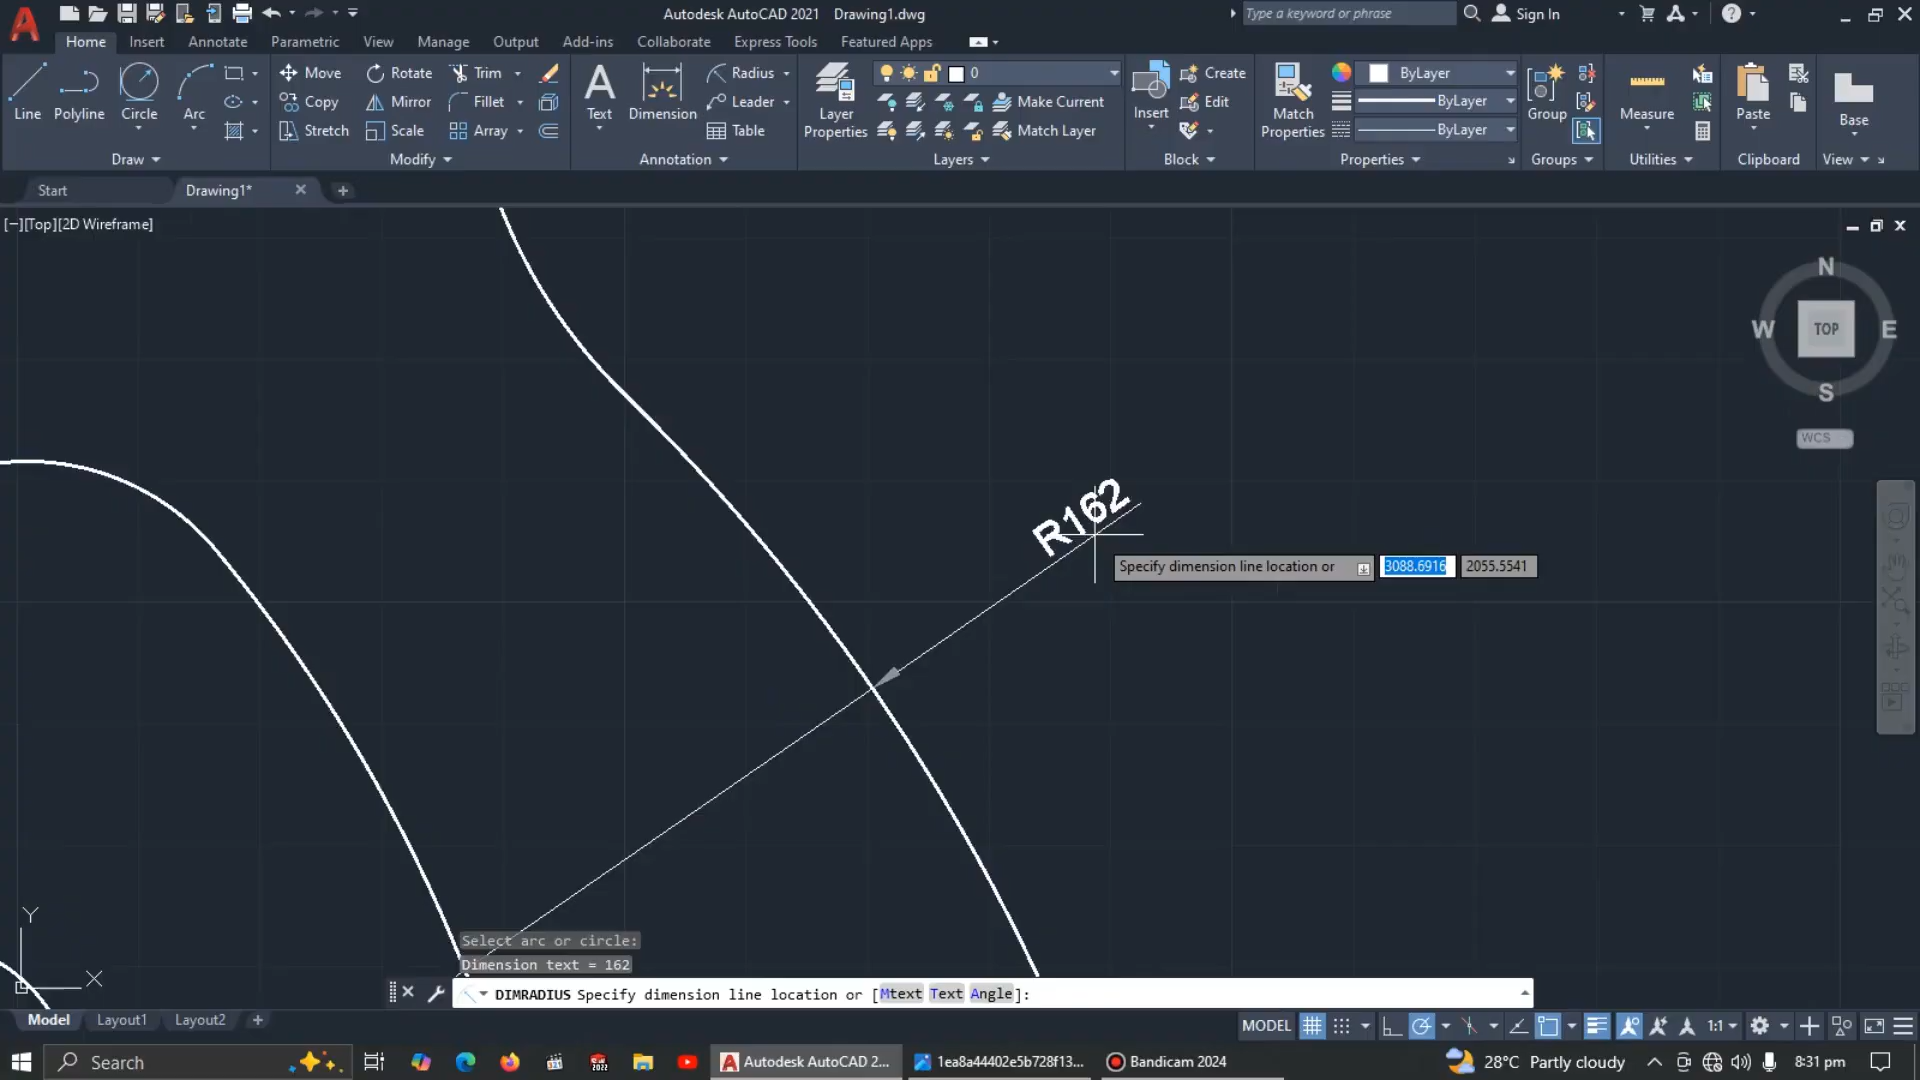 Autodesk AutoCAD 2021 Drawing1.dwg
Type a keyword or phrase
Sign In
Home Insert Annotate Parametric View Manage Output Add-ins Collaborate Express Tools Featured Apps
Line Polyline Circle Arc
Move Rotate Trim
Copy Mirror Fillet
Stretch Scale Array
Text Dimension
Radius
Leader
Table
Layer Properties
0
Make Current
Match Layer
Insert
Create
Edit
Match Properties
ByLayer
ByLayer
ByLayer
Group
Measure
Paste
Base
Draw Modify Annotation Layers Block Properties Groups Utilities Clipboard View
Start Drawing1*
[−][Top][2D Wireframe]
N
W TOP E
S
WCS
R162
Specify dimension line location or 3088.6916 2055.5541
Y
X
Select arc or circle:
Dimension text = 162
DIMRADIUS Specify dimension line location or [Mtext Text Angle]:
Model Layout1 Layout2
MODEL 1:1
Search
Autodesk AutoCAD 2... 1ea8a44402e5b728f13... Bandicam 2024
28°C Partly cloudy
8:31 pm